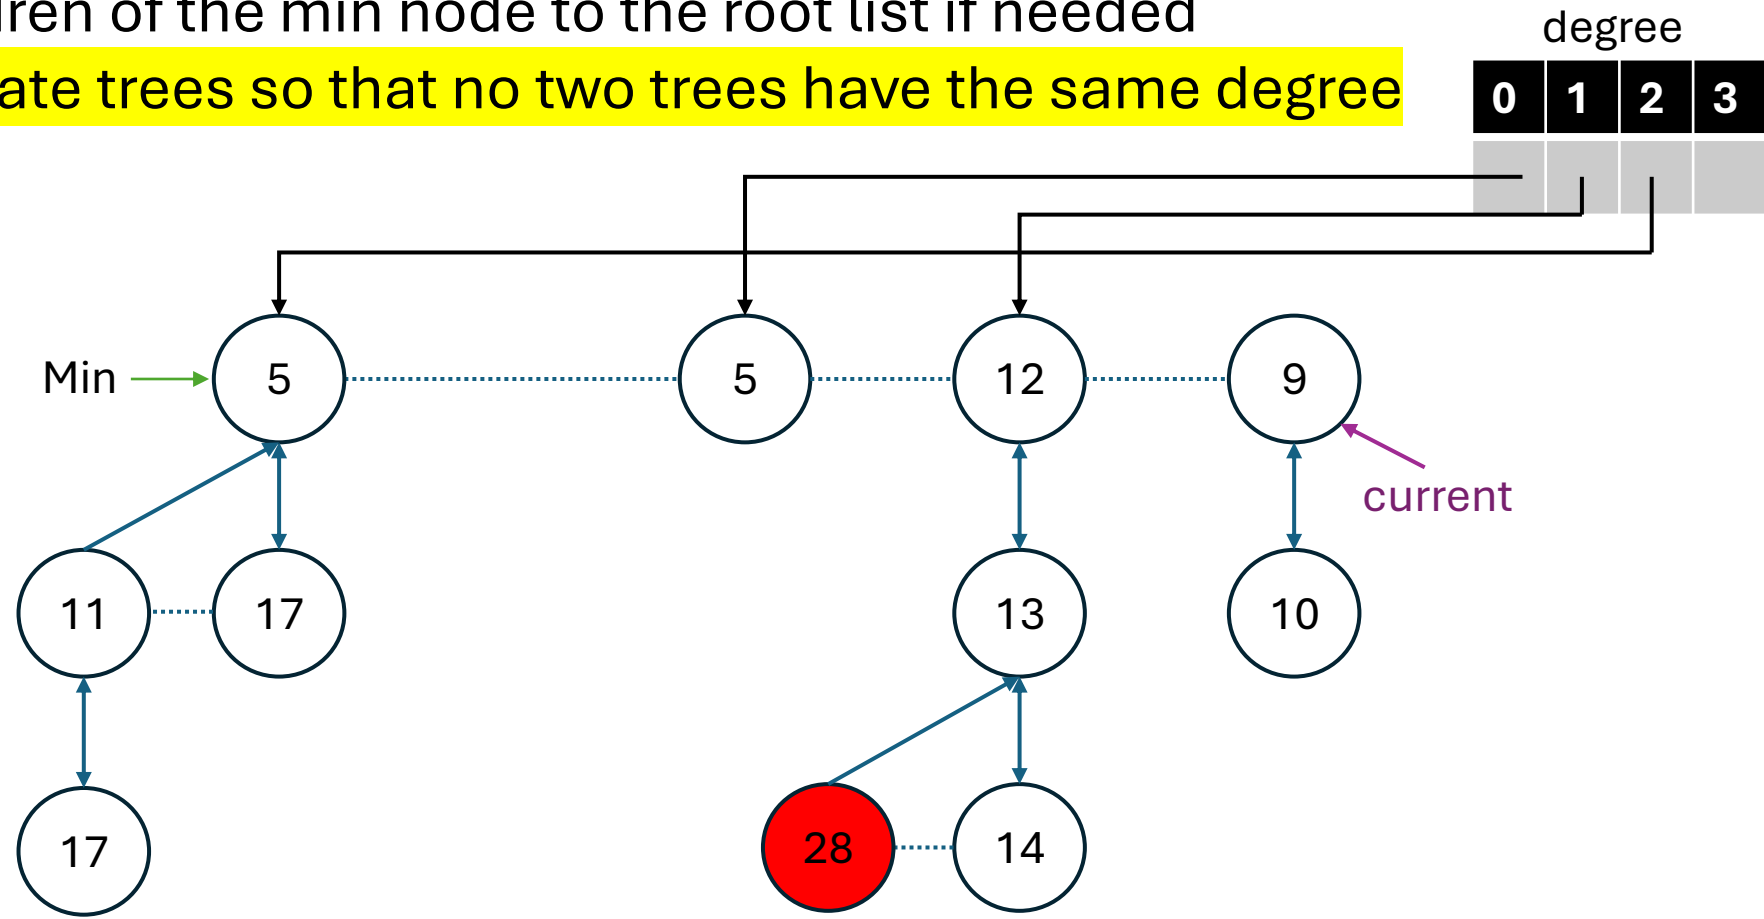 dren of the min node to the root list if needed
ate trees so that no two trees have the same degree
degree
0 1 2 3
Min
5 5 12 9
current
11 17 13 10
17 28 14